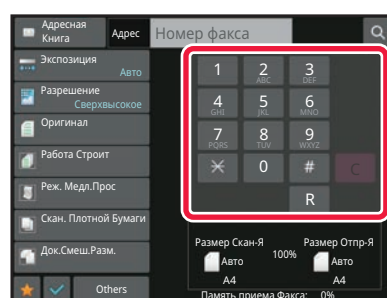 Адресная
Книга
Адрес
Номер факса
Экспозиция
Авто
Разрешение
Сверхвысокое
Оригинал
Работа Строит
Реж. Медл.Прос
Скан. Плотной Бумаги
Док.Смеш.Разм.
Others
1 2 3
ABC DEF
4 5 6
GHI JKL MNO
7 8 9
PQRS TUV WXYZ
0 # C
R
Размер Скан-Я Размер Отпр-Я
Авто 100% Авто
A4 A4
Память приема Факса: 0%